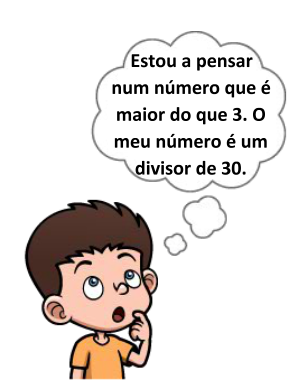 Estou a pensar
num número que é
maior do que 3. O
meu número é um
divisor de 30.